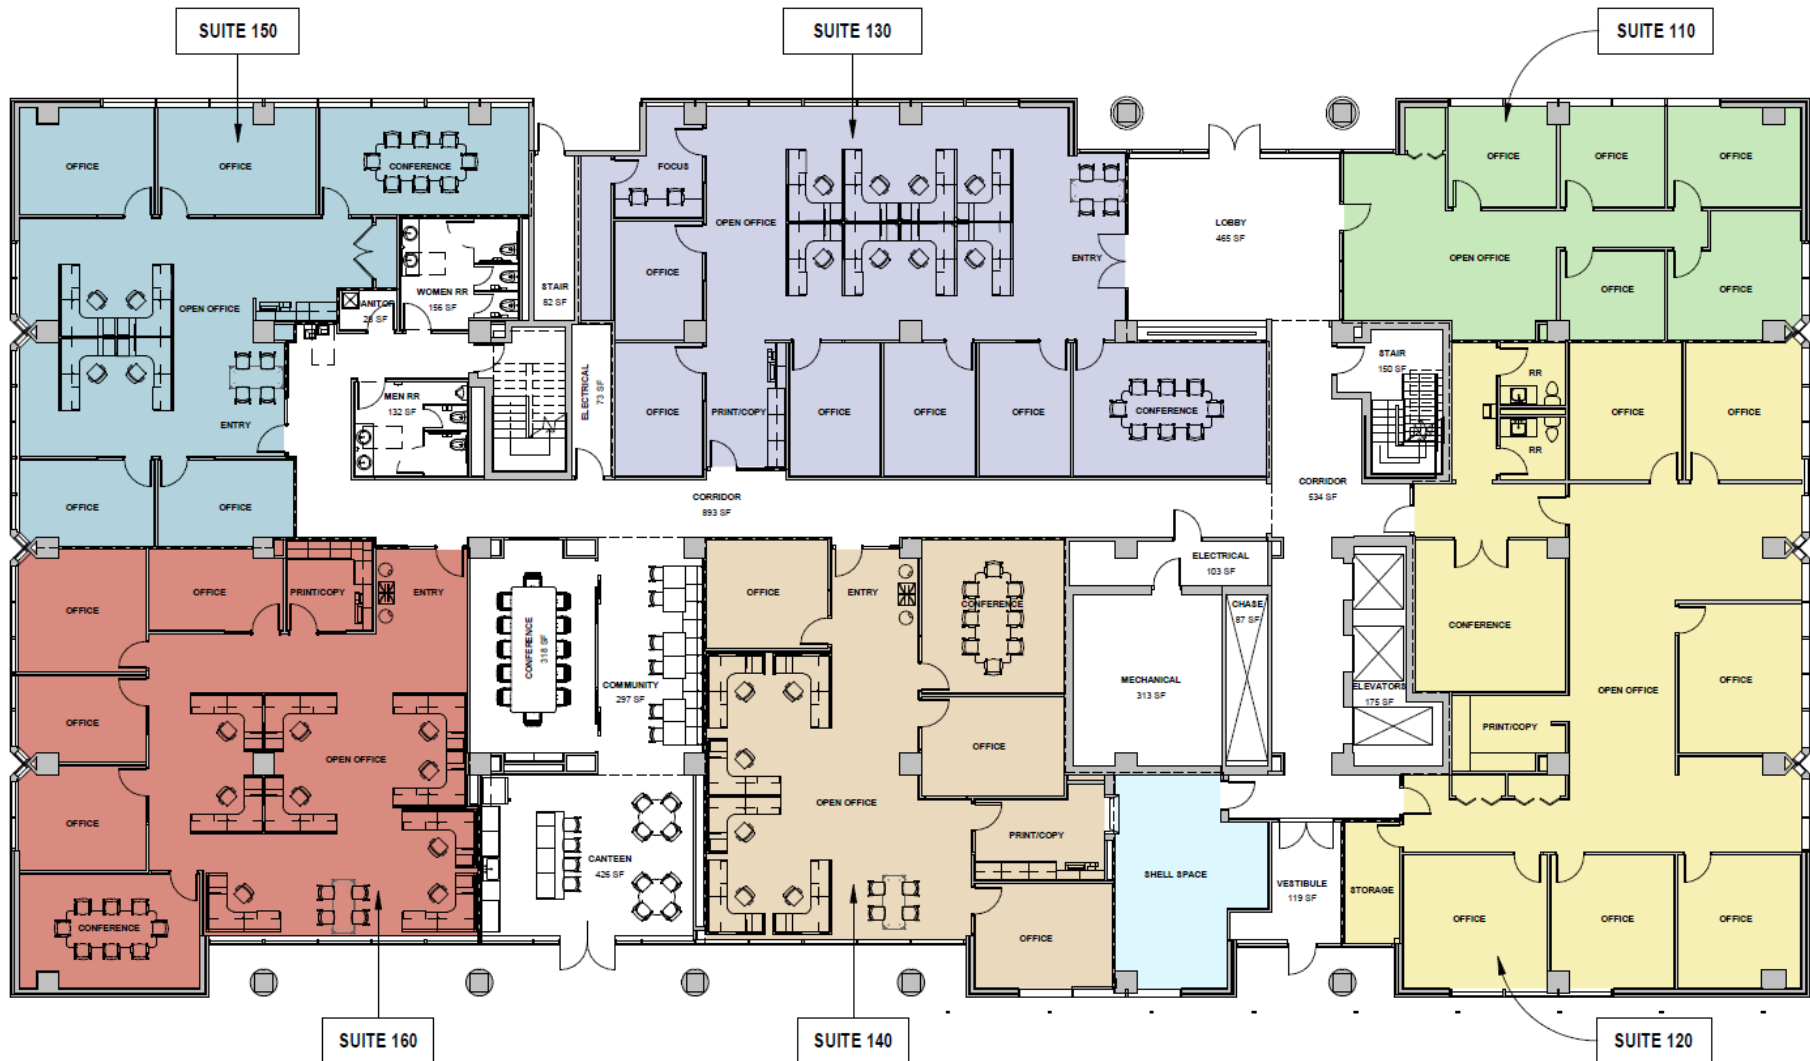 SUITE 150
SUITE 130
SUITE 110
OFFICE
OFFICE
CONFERENCE
OPEN OFFICE
WOMEN RR
156 SF
ANITOR
28 SF
MEN RR
132 SF
ENTRY
OFFICE
OFFICE
STAIR
82 SF
ELECTRICAL
73 SF
FOCUS
OPEN OFFICE
OFFICE
OFFICE
PRINT/COPY
OFFICE
OFFICE
OFFICE
CONFERENCE
ENTRY
LOBBY
465 SF
OFFICE
OFFICE
OFFICE
OPEN OFFICE
OFFICE
OFFICE
STAIR
150 SF
RR
RR
OFFICE
OFFICE
CORRIDOR
893 SF
CORRIDOR
534 SF
OFFICE
OFFICE
PRINT/COPY
ENTRY
OFFICE
OFFICE
OPEN OFFICE
CONFERENCE
CONFERENCE
318 SF
COMMUNITY
297 SF
CANTEEN
426 SF
OFFICE
ENTRY
CONFERENCE
OFFICE
OPEN OFFICE
PRINT/COPY
OFFICE
ELECTRICAL
103 SF
MECHANICAL
313 SF
CHASE
87 SF
ELEVATORS
175 SF
SHELL SPACE
VESTIBULE
119 SF
STORAGE
CONFERENCE
PRINT/COPY
OPEN OFFICE
OFFICE
OFFICE
OFFICE
OFFICE
SUITE 160
SUITE 140
SUITE 120